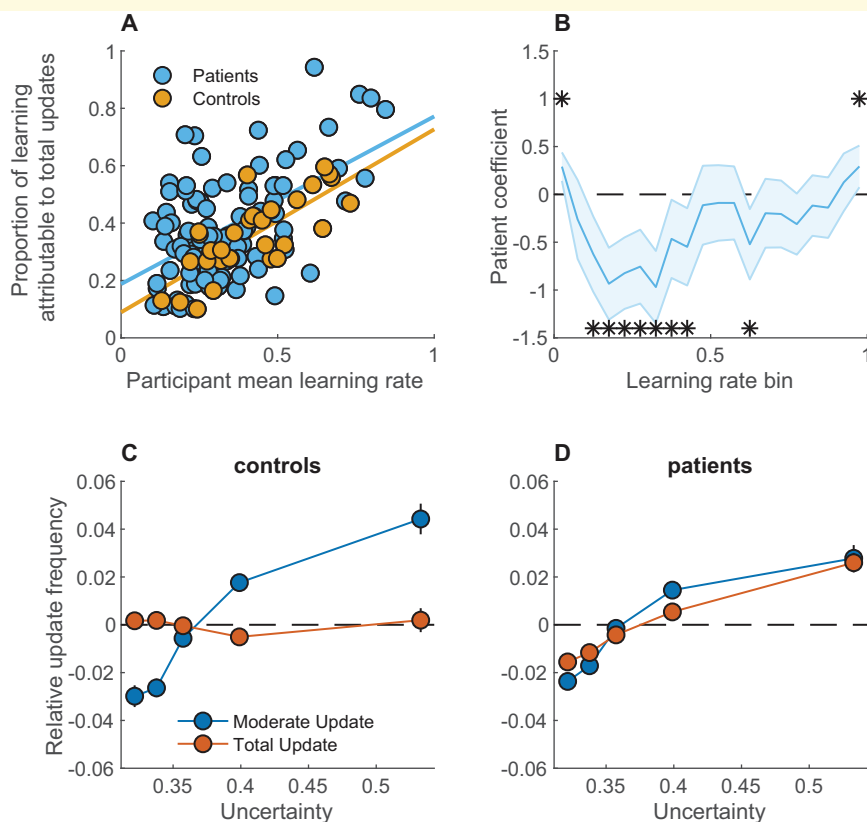 A
Proportion of learning
attributable to total updates
1
0.8
0.6
0.4
0.2
0
0
0.5
1
Patients
Controls
Participant mean learning rate
B
Patient coefficient
1.5
1
0.5
0
-0.5
-1
-1.5
0
0.5
1
Learning rate bin
C
controls
Relative update frequency
0.06
0.04
0.02
0
-0.02
-0.04
-0.06
Moderate Update
Total Update
0.35
0.4
0.45
0.5
Uncertainty
D
patients
0.06
0.04
0.02
0
-0.02
-0.04
-0.06
0.35
0.4
0.45
0.5
Uncertainty